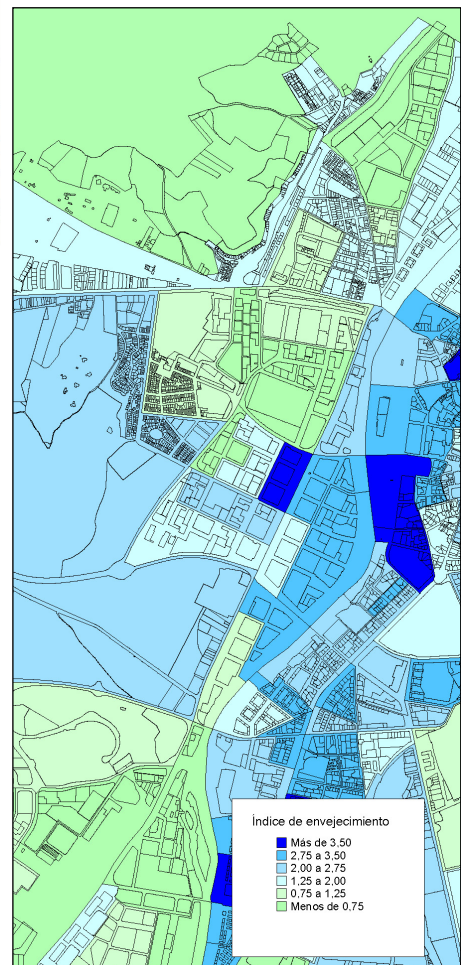 Índice de envejecimiento
Más de 3,50
2,75 a 3,50
2,00 a 2,75
1,25 a 2,00
0,75 a 1,25
Menos de 0,75